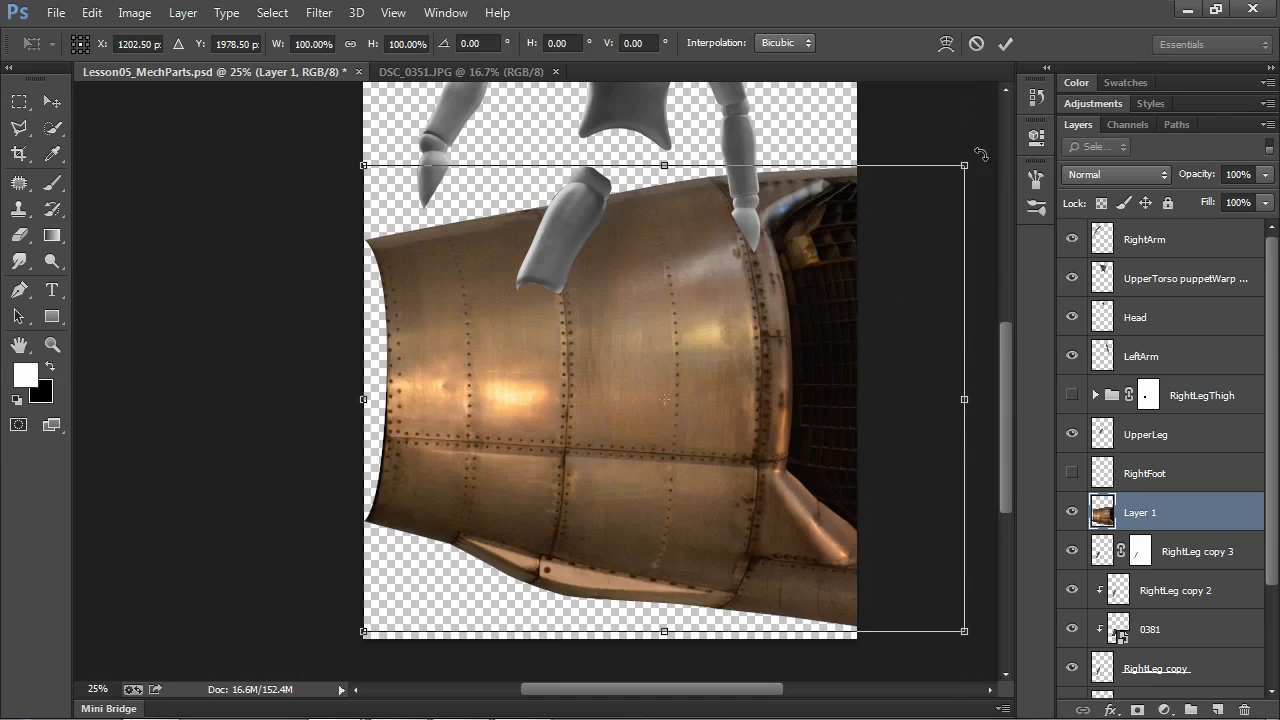 Ps File Edit Image Layer Type Select Filter 3D View Window Help
X: 1202.50 p: Y: 1978.50 p: W: 100.00% H: 100.00% 0.00 ° H: 0.00 ° V: 0.00 ° Interpolation: Bicubic Essentials
Lesson05_MechParts.psd @ 25% (Layer 1, RGB/8) * × DSC_0351.JPG @ 16.7% (RGB/8) ×
Color Swatches
Adjustments Styles
Layers Channels Paths
Sele...
Normal Opacity: 100%
Lock: Fill: 100%
RightArm
UpperTorso puppetWarp ...
Head
LeftArm
RightLegThigh
UpperLeg
RightFoot
Layer 1
RightLeg copy 3
RightLeg copy 2
0381
RightLeg copy
25% Doc: 16.6M/152.4M
Mini Bridge